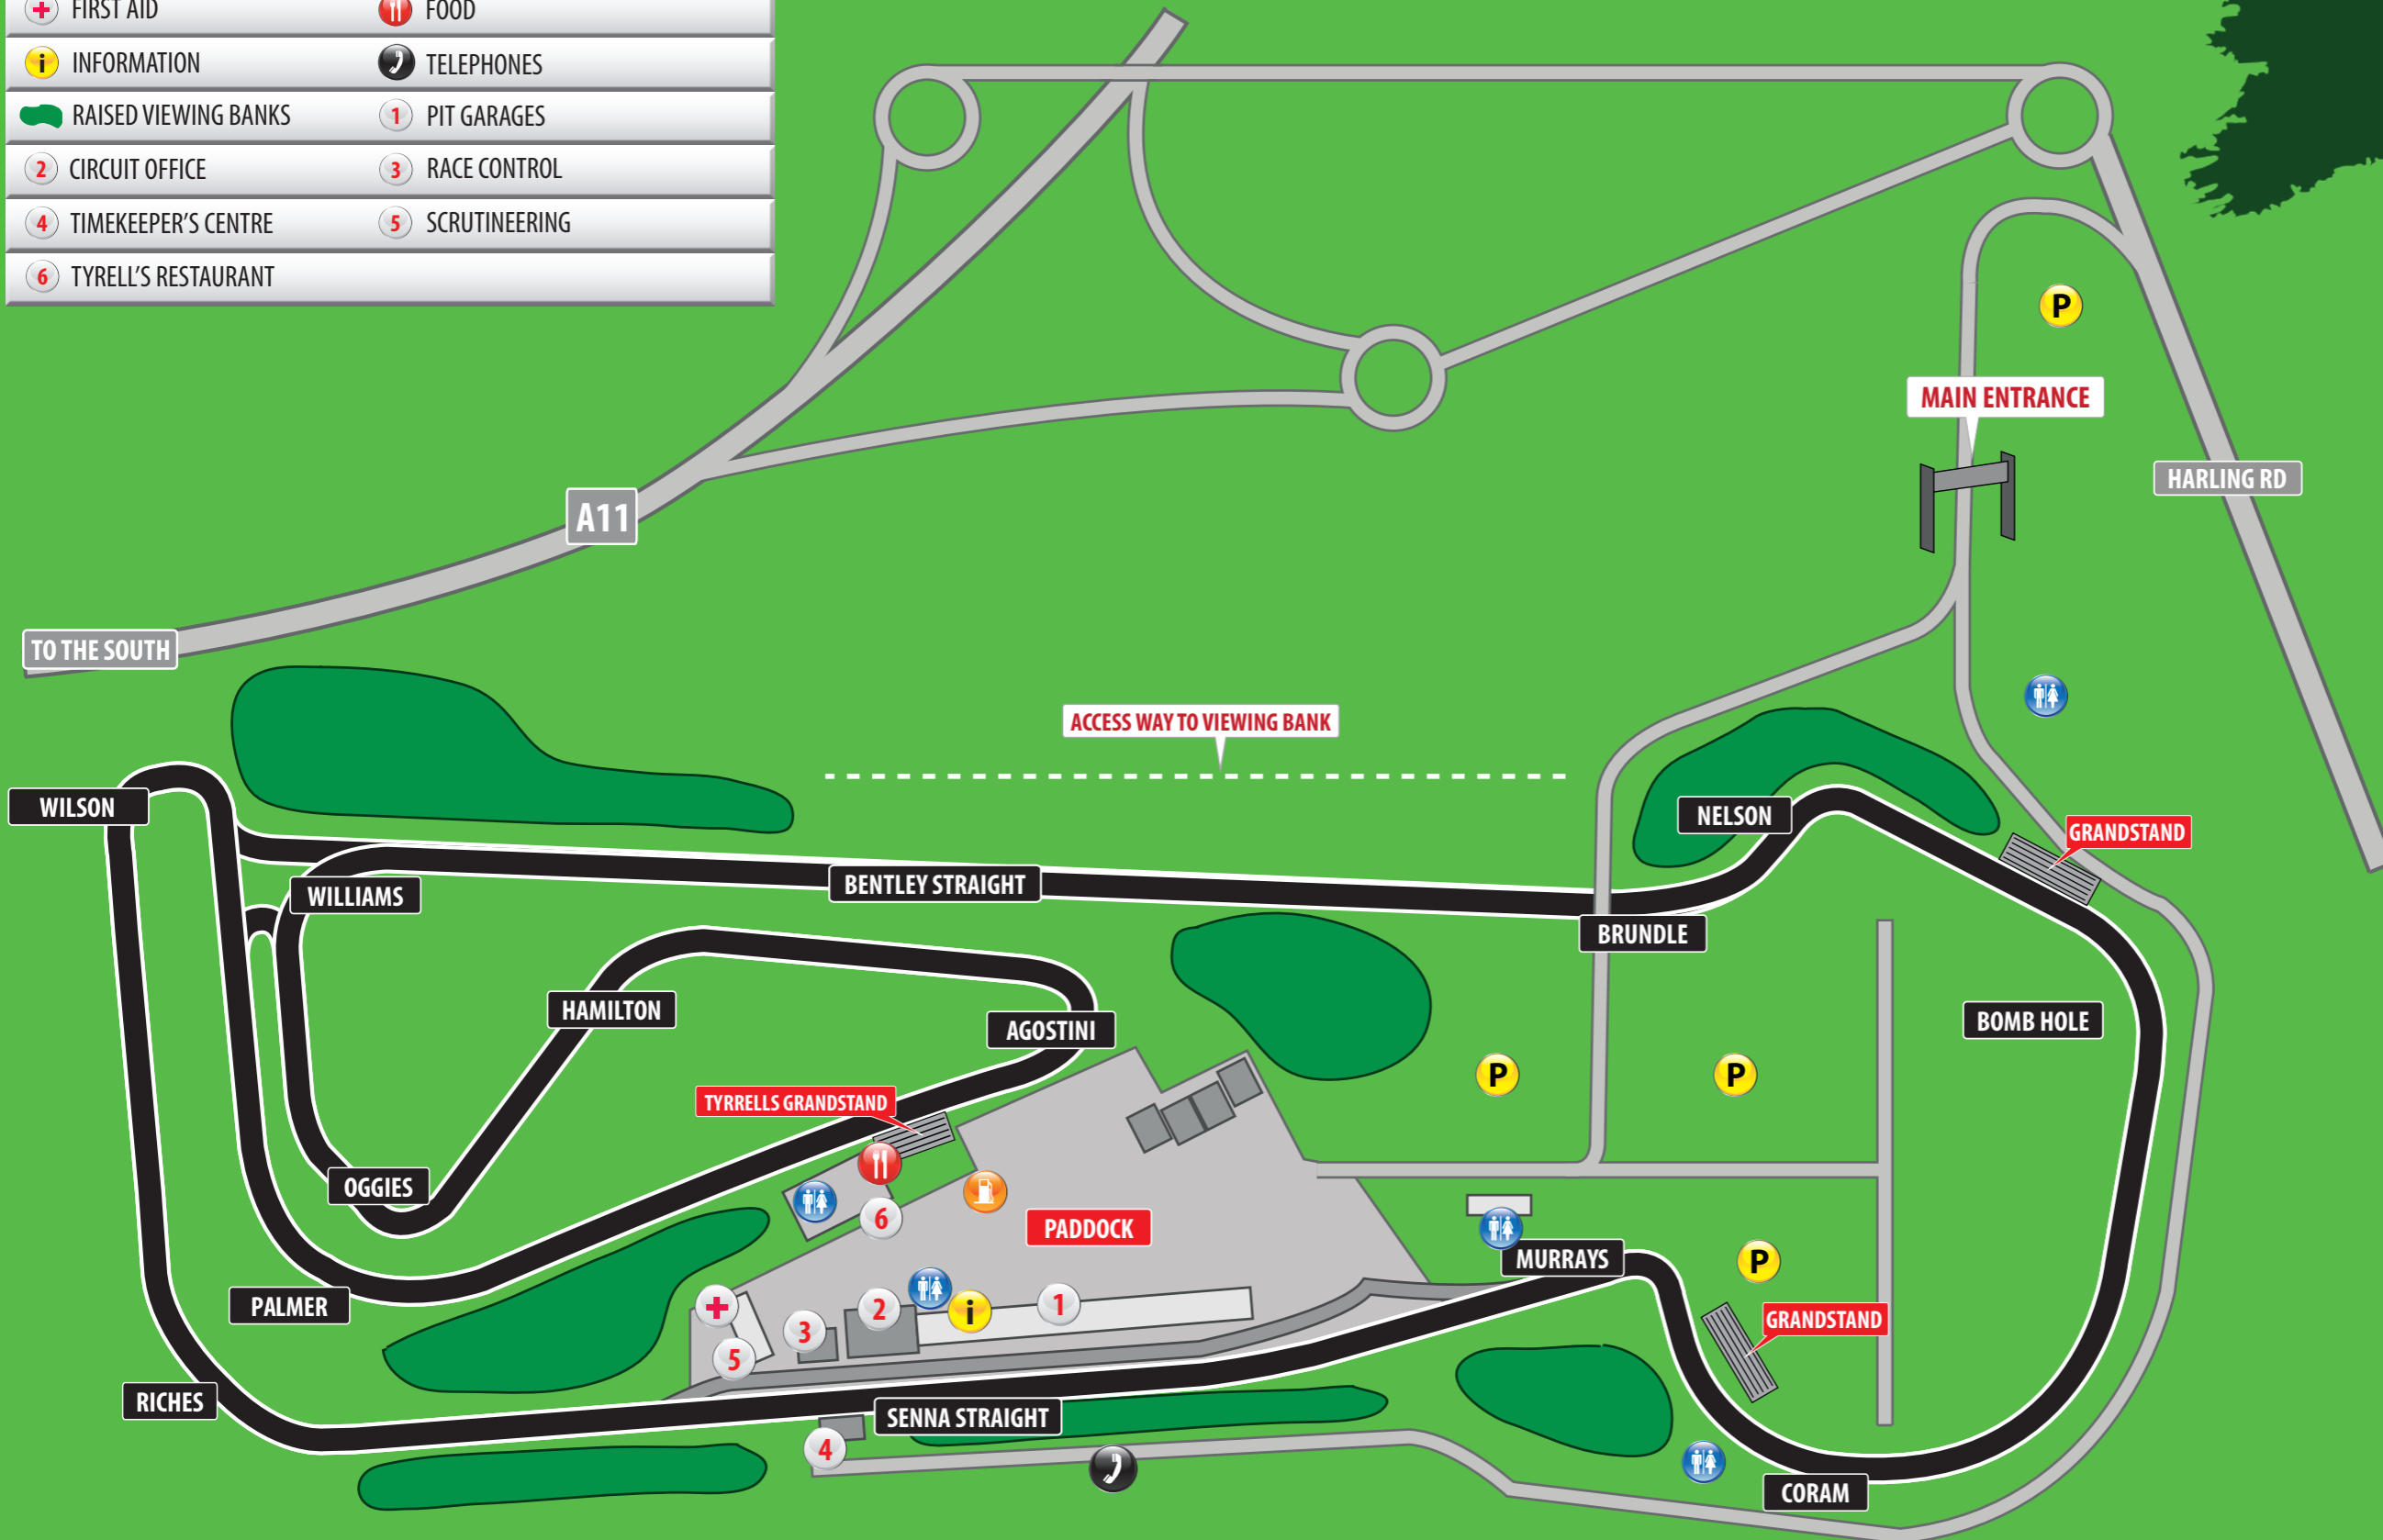 FIRST AID
FOOD
i INFORMATION
TELEPHONES
RAISED VIEWING BANKS
1 PIT GARAGES
2 CIRCUIT OFFICE
3 RACE CONTROL
4 TIMEKEEPER'S CENTRE
5 SCRUTINEERING
6 TYRELL'S RESTAURANT
P
MAIN ENTRANCE
HARLING RD
A11
TO THE SOUTH
ACCESS WAY TO VIEWING BANK
WILSON
NELSON
GRANDSTAND
WILLIAMS
BENTLEY STRAIGHT
BRUNDLE
HAMILTON
AGOSTINI
BOMB HOLE
P
P
TYRRELLS GRANDSTAND
OGGIES
6
PADDOCK
MURRAYS
P
PALMER
3
2
i
1
GRANDSTAND
5
RICHES
SENNA STRAIGHT
4
CORAM